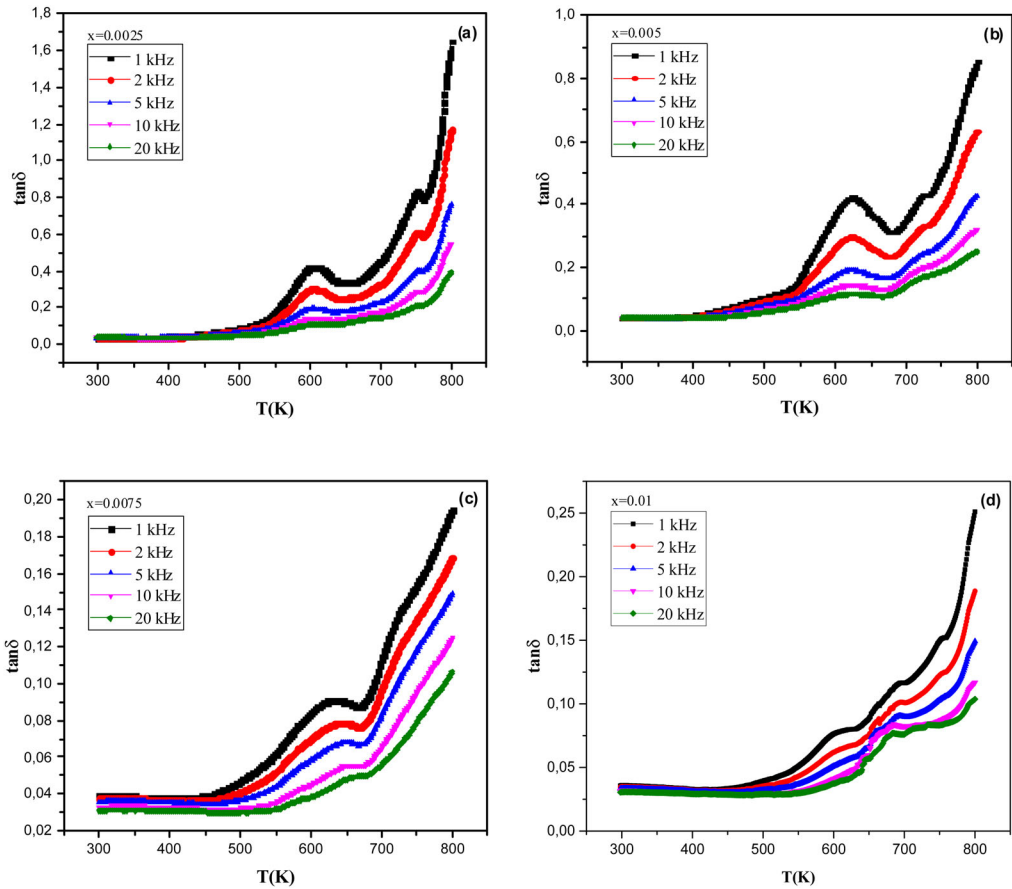 (a)
x=0.0025
1 kHz
2 kHz
5 kHz
10 kHz
20 kHz
1,8
1,6
1,4
1,2
1,0
0,8
0,6
0,4
0,2
0,0
tanδ
300 400 500 600 700 800
T(K)
(b)
x=0.005
1 kHz
2 kHz
5 kHz
10 kHz
20 kHz
1,0
0,8
0,6
0,4
0,2
0,0
tanδ
300 400 500 600 700 800
T(K)
(c)
x=0.0075
1 kHz
2 kHz
5 kHz
10 kHz
20 kHz
0,20
0,18
0,16
0,14
0,12
0,10
0,08
0,06
0,04
0,02
tanδ
300 400 500 600 700 800
T(K)
(d)
x=0.01
1 kHz
2 kHz
5 kHz
10 kHz
20 kHz
0,25
0,20
0,15
0,10
0,05
0,00
tanδ
300 400 500 600 700 800
T(K)